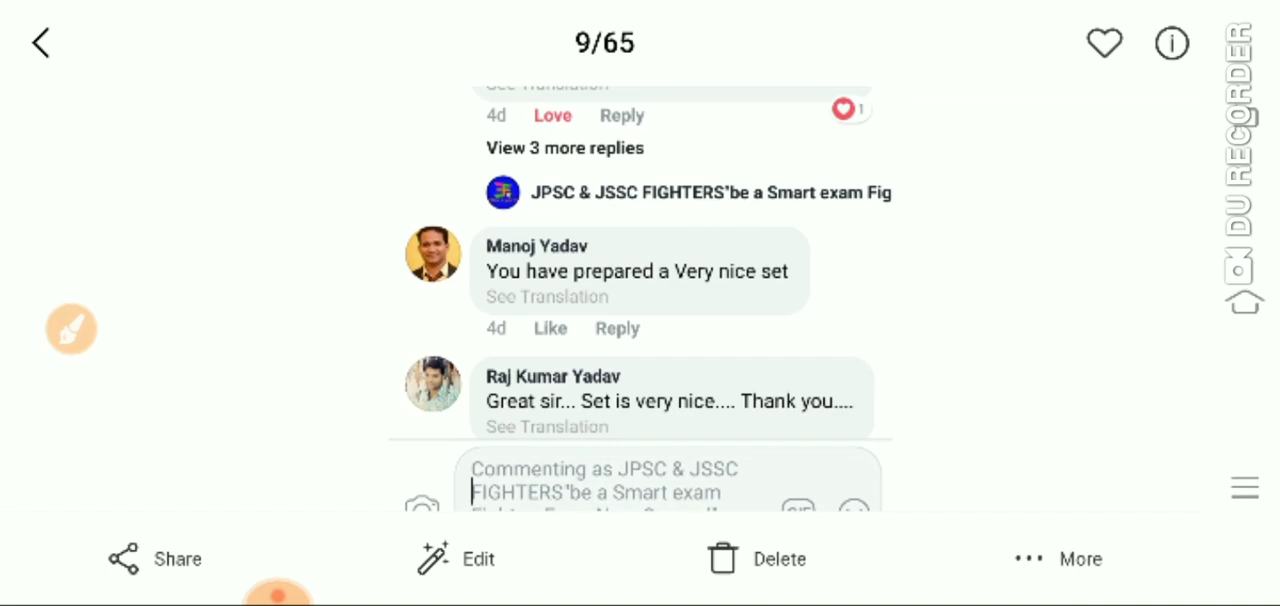 9/65
See Translation
4d Love Reply 1
View 3 more replies
JPSC & JSSC FIGHTERS"be a Smart exam Fig
Manoj Yadav
You have prepared a Very nice set
See Translation
4d Like Reply
Raj Kumar Yadav
Great sir... Set is very nice.... Thank you....
See Translation
Commenting as JPSC & JSSC
FIGHTERS"be a Smart exam
GIF
Share Edit Delete More
DU RECORDER